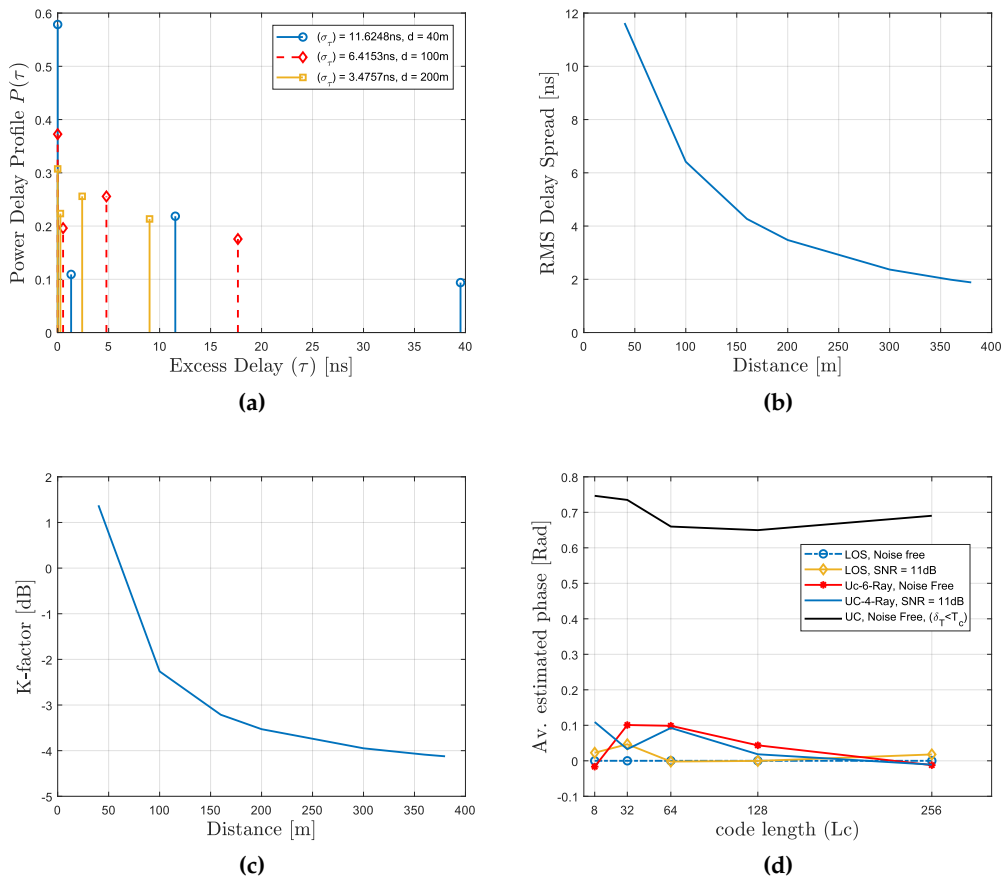 0.6
0.5
0.4
0.3
0.2
0.1
0
Power Delay Profile P(τ)
(σ_τ) = 11.6248ns, d = 40m
(σ_τ) = 6.4153ns, d = 100m
(σ_τ) = 3.4757ns, d = 200m
0 5 10 15 20 25 30 35 40
Excess Delay (τ) [ns]
(a)
12
10
8
6
4
2
0
RMS Delay Spread [ns]
0 50 100 150 200 250 300 350 400
Distance [m]
(b)
2
1
0
-1
-2
-3
-4
-5
K-factor [dB]
0 50 100 150 200 250 300 350 400
Distance [m]
(c)
0.8
0.7
0.6
0.5
0.4
0.3
0.2
0.1
0
-0.1
Av. estimated phase [Rad]
LOS, Noise free
LOS, SNR = 11dB
Uc-6-Ray, Noise Free
UC-4-Ray, SNR = 11dB
UC, Noise Free, (δ_T<T_c)
8 32 64 128 256
code length (Lc)
(d)